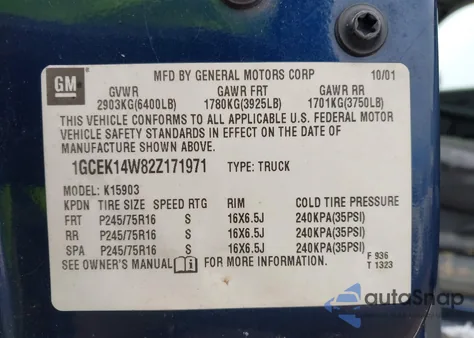 GM MFD BY GENERAL MOTORS CORP 10/01
GVWR GAWR FRT GAWR RR
2903KG(6400LB) 1780KG(3925LB) 1701KG(3750LB)
THIS VEHICLE CONFORMS TO ALL APPLICABLE U.S. FEDERAL MOTOR
VEHICLE SAFETY STANDARDS IN EFFECT ON THE DATE OF
MANUFACTURE SHOWN ABOVE.
1GCEK14W82Z171971 TYPE: TRUCK
MODEL: K15903
KPDN TIRE SIZE SPEED RTG RIM COLD TIRE PRESSURE
FRT P245/75R16 S 16X6.5J 240KPA(35PSI)
RR P245/75R16 S 16X6.5J 240KPA(35PSI)
SPA P245/75R16 S 16X6.5J 240KPA(35PSI)
SEE OWNER'S MANUAL FOR MORE INFORMATION. F 936
T 1323
autoSnap